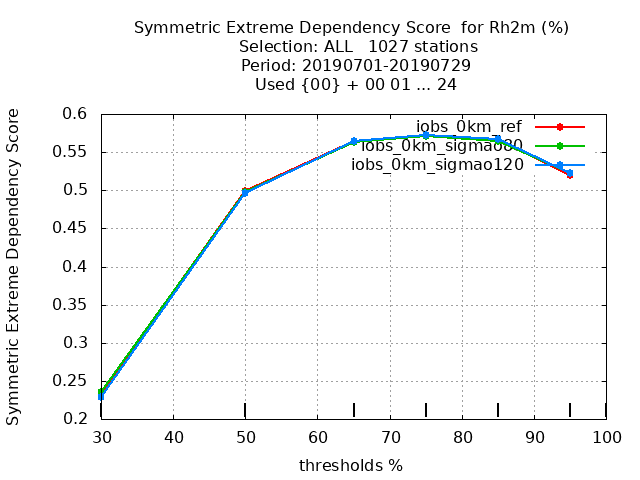 Symmetric Extreme Dependency Score  for Rh2m (%)
Selection: ALL   1027 stations
Period: 20190701-20190729
Used {00} + 00 01 ... 24
Symmetric Extreme Dependency Score
0.6
0.55
0.5
0.45
0.4
0.35
0.3
0.25
0.2
iobs_0km_ref
iobs_0km_sigmao80
iobs_0km_sigmao120
30 40 50 60 70 80 90 100
thresholds %